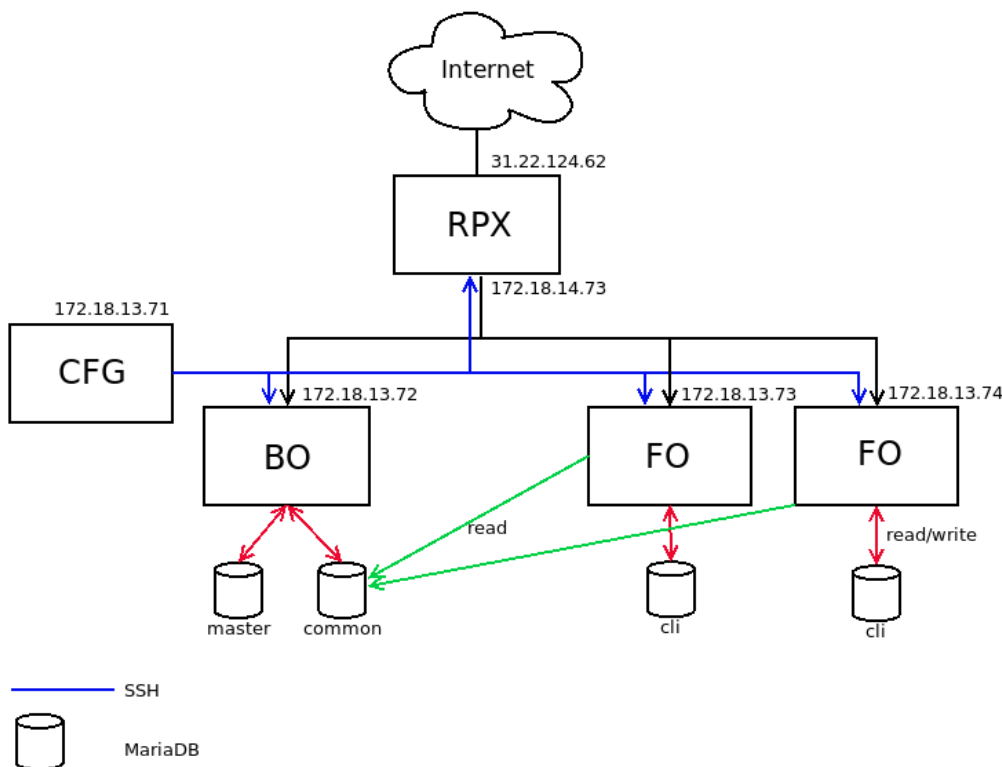 Internet
31.22.124.62
RPX
172.18.14.73
172.18.13.71
CFG
172.18.13.72
172.18.13.73
172.18.13.74
BO
FO
FO
read
read/write
master
common
cli
cli
SSH
MariaDB